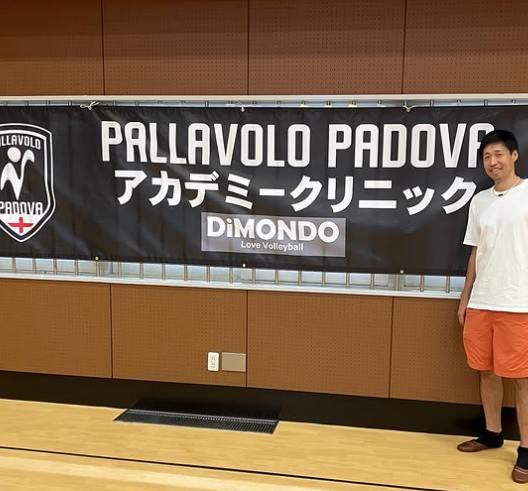 PALLAVOLO
PADOVA
PALLAVOLO PADOVA
アカデミークリニック
DiMONDO
Love Volleyball